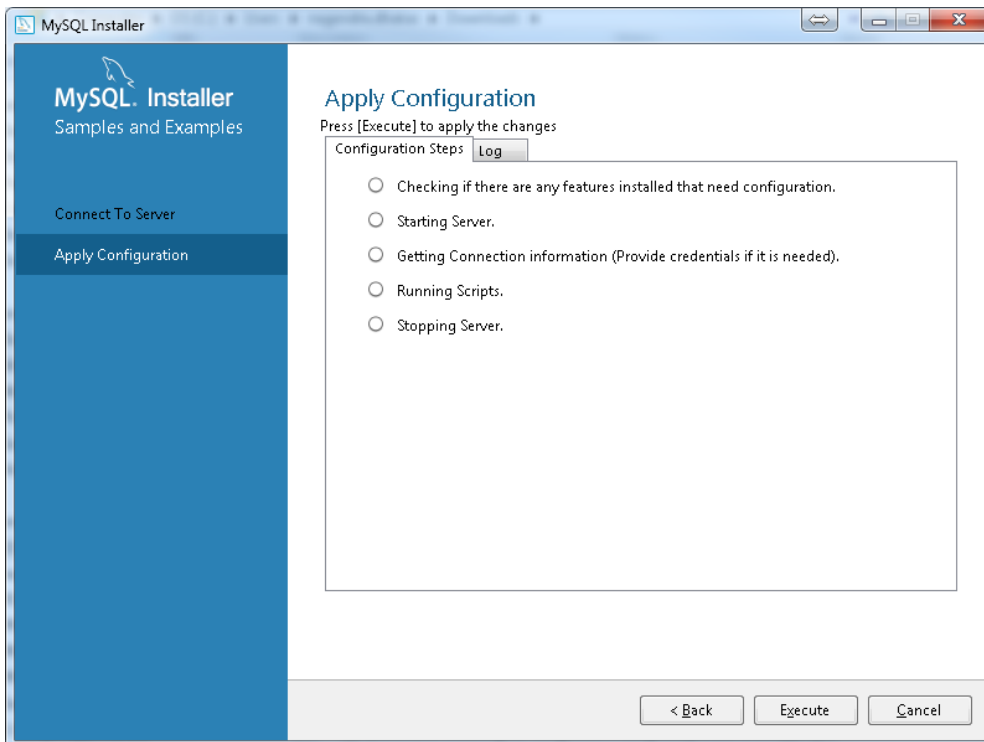 MySQL Installer
MySQL. Installer
Samples and Examples
Connect To Server
Apply Configuration
Apply Configuration
Press [Execute] to apply the changes
Configuration Steps
Log
Checking if there are any features installed that need configuration.
Starting Server.
Getting Connection information (Provide credentials if it is needed).
Running Scripts.
Stopping Server.
< Back
Execute
Cancel